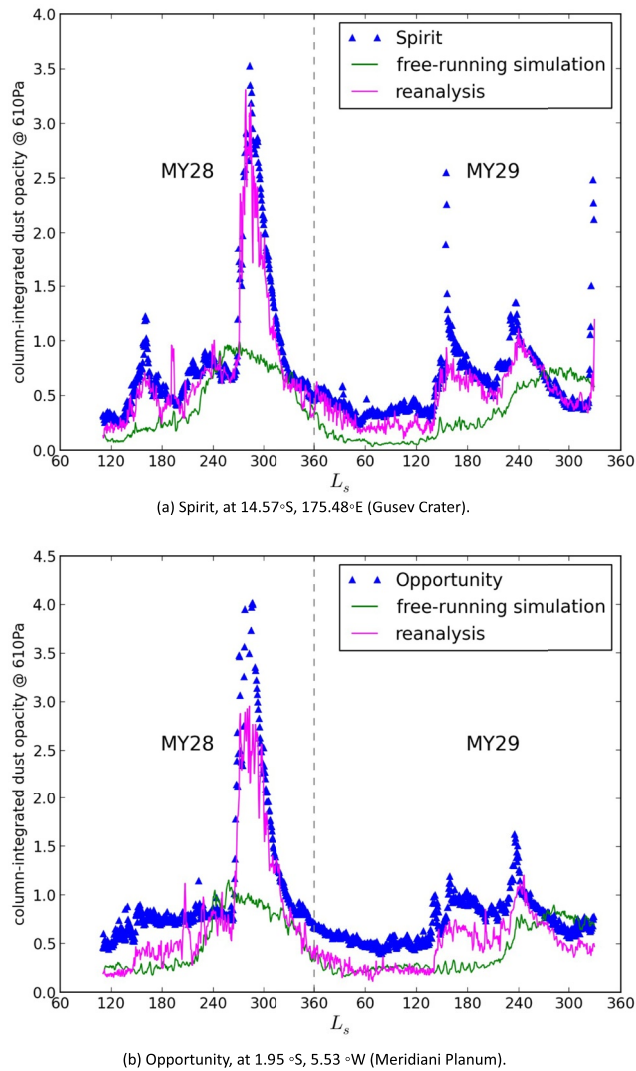 4.0
3.5
3.0
2.5
2.0
1.5
1.0
0.5
0.0
column-integrated dust opacity @ 610Pa
Spirit
free-running simulation
reanalysis
MY28
MY29
60 120 180 240 300 360 60 120 180 240 300 360
Ls
(a) Spirit, at 14.57◦S, 175.48◦E (Gusev Crater).
4.5
4.0
3.5
3.0
2.5
2.0
1.5
1.0
0.5
0.0
column-integrated dust opacity @ 610Pa
Opportunity
free-running simulation
reanalysis
MY28
MY29
60 120 180 240 300 360 60 120 180 240 300 360
Ls
(b) Opportunity, at 1.95 ◦S, 5.53 ◦W (Meridiani Planum).